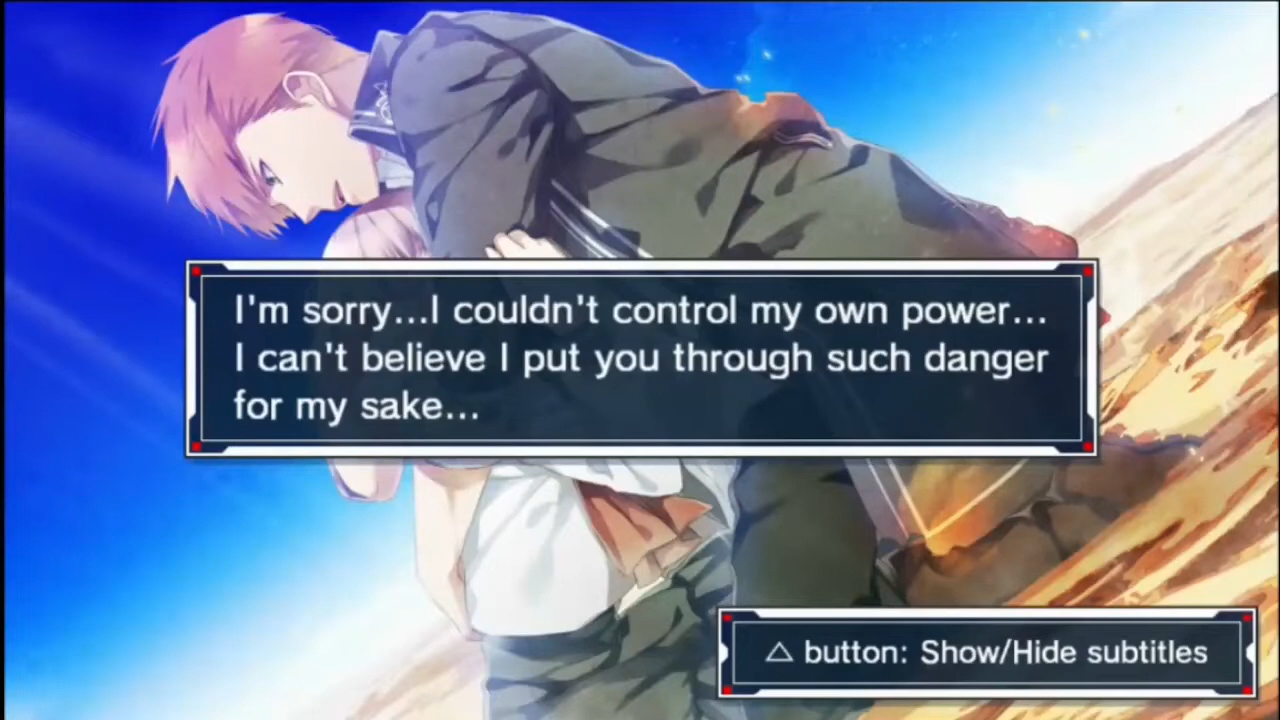 I'm sorry...I couldn't control my own power...
I can't believe I put you through such danger
for my sake...
△ button: Show/Hide subtitles